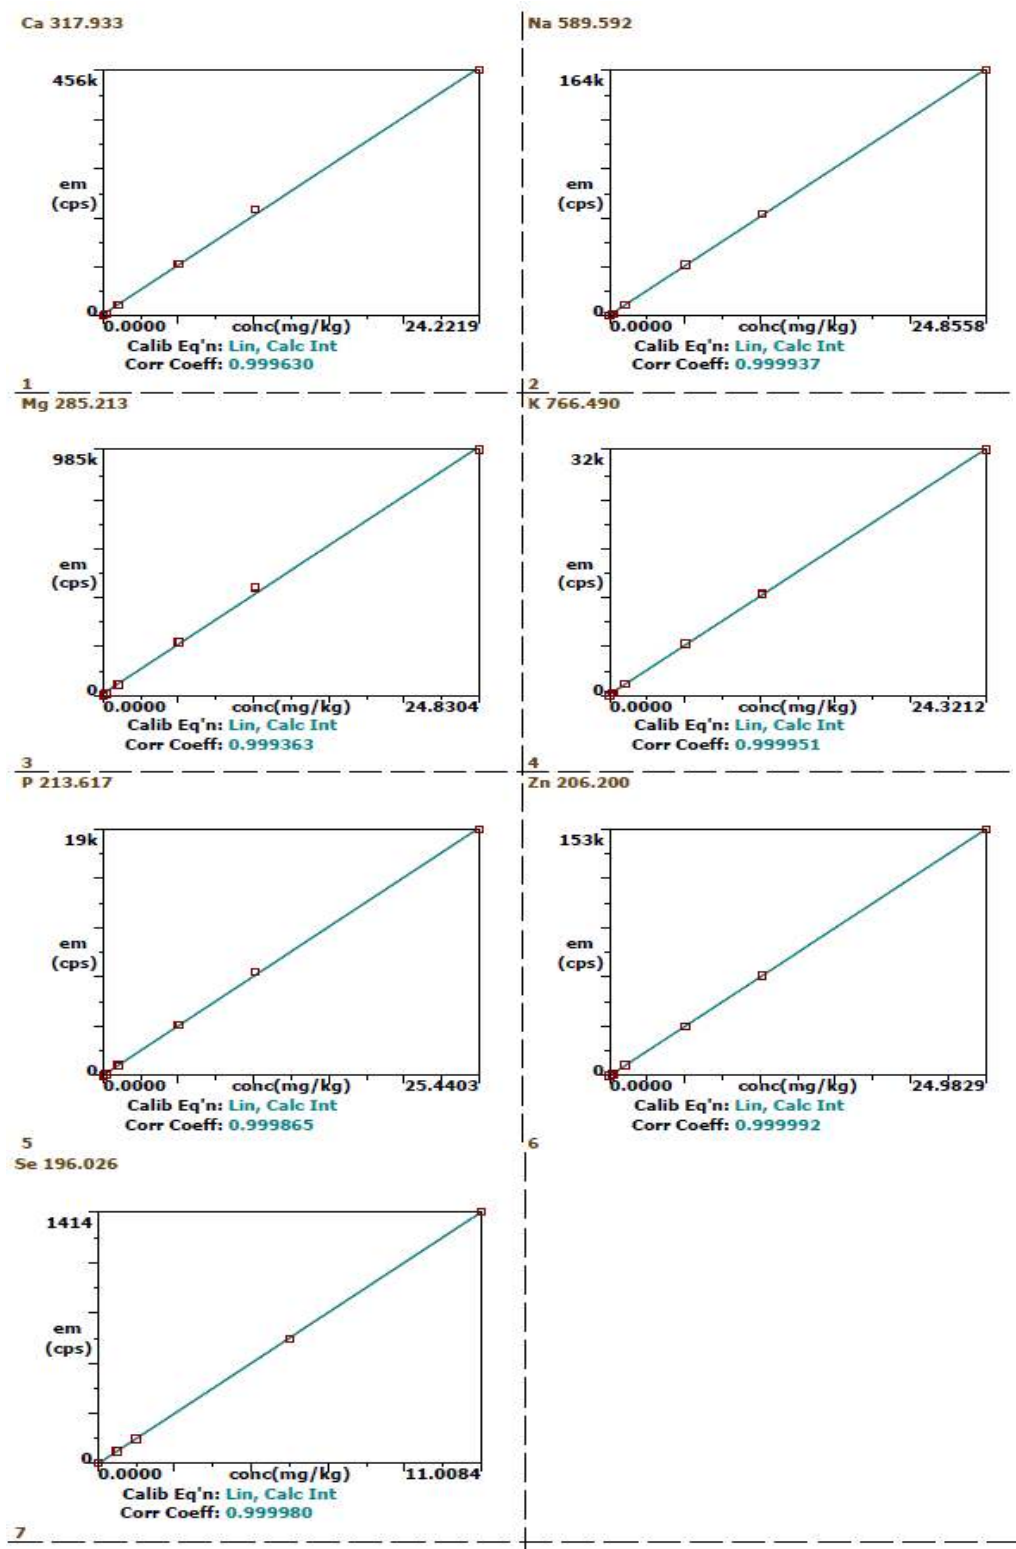 Ca 317.933
456k
em
(cps)
0
0.0000 conc(mg/kg) 24.2219
Calib Eq'n: Lin, Calc Int
Corr Coeff: 0.999630
1
Na 589.592
164k
em
(cps)
0
0.0000 conc(mg/kg) 24.8558
Calib Eq'n: Lin, Calc Int
Corr Coeff: 0.999937
2
Mg 285.213
985k
em
(cps)
0
0.0000 conc(mg/kg) 24.8304
Calib Eq'n: Lin, Calc Int
Corr Coeff: 0.999363
3
K 766.490
32k
em
(cps)
0
0.0000 conc(mg/kg) 24.3212
Calib Eq'n: Lin, Calc Int
Corr Coeff: 0.999951
4
P 213.617
19k
em
(cps)
0
0.0000 conc(mg/kg) 25.4403
Calib Eq'n: Lin, Calc Int
Corr Coeff: 0.999865
5
Zn 206.200
153k
em
(cps)
0
0.0000 conc(mg/kg) 24.9829
Calib Eq'n: Lin, Calc Int
Corr Coeff: 0.999992
6
Se 196.026
1414
em
(cps)
0
0.0000 conc(mg/kg) 11.0084
Calib Eq'n: Lin, Calc Int
Corr Coeff: 0.999980
7